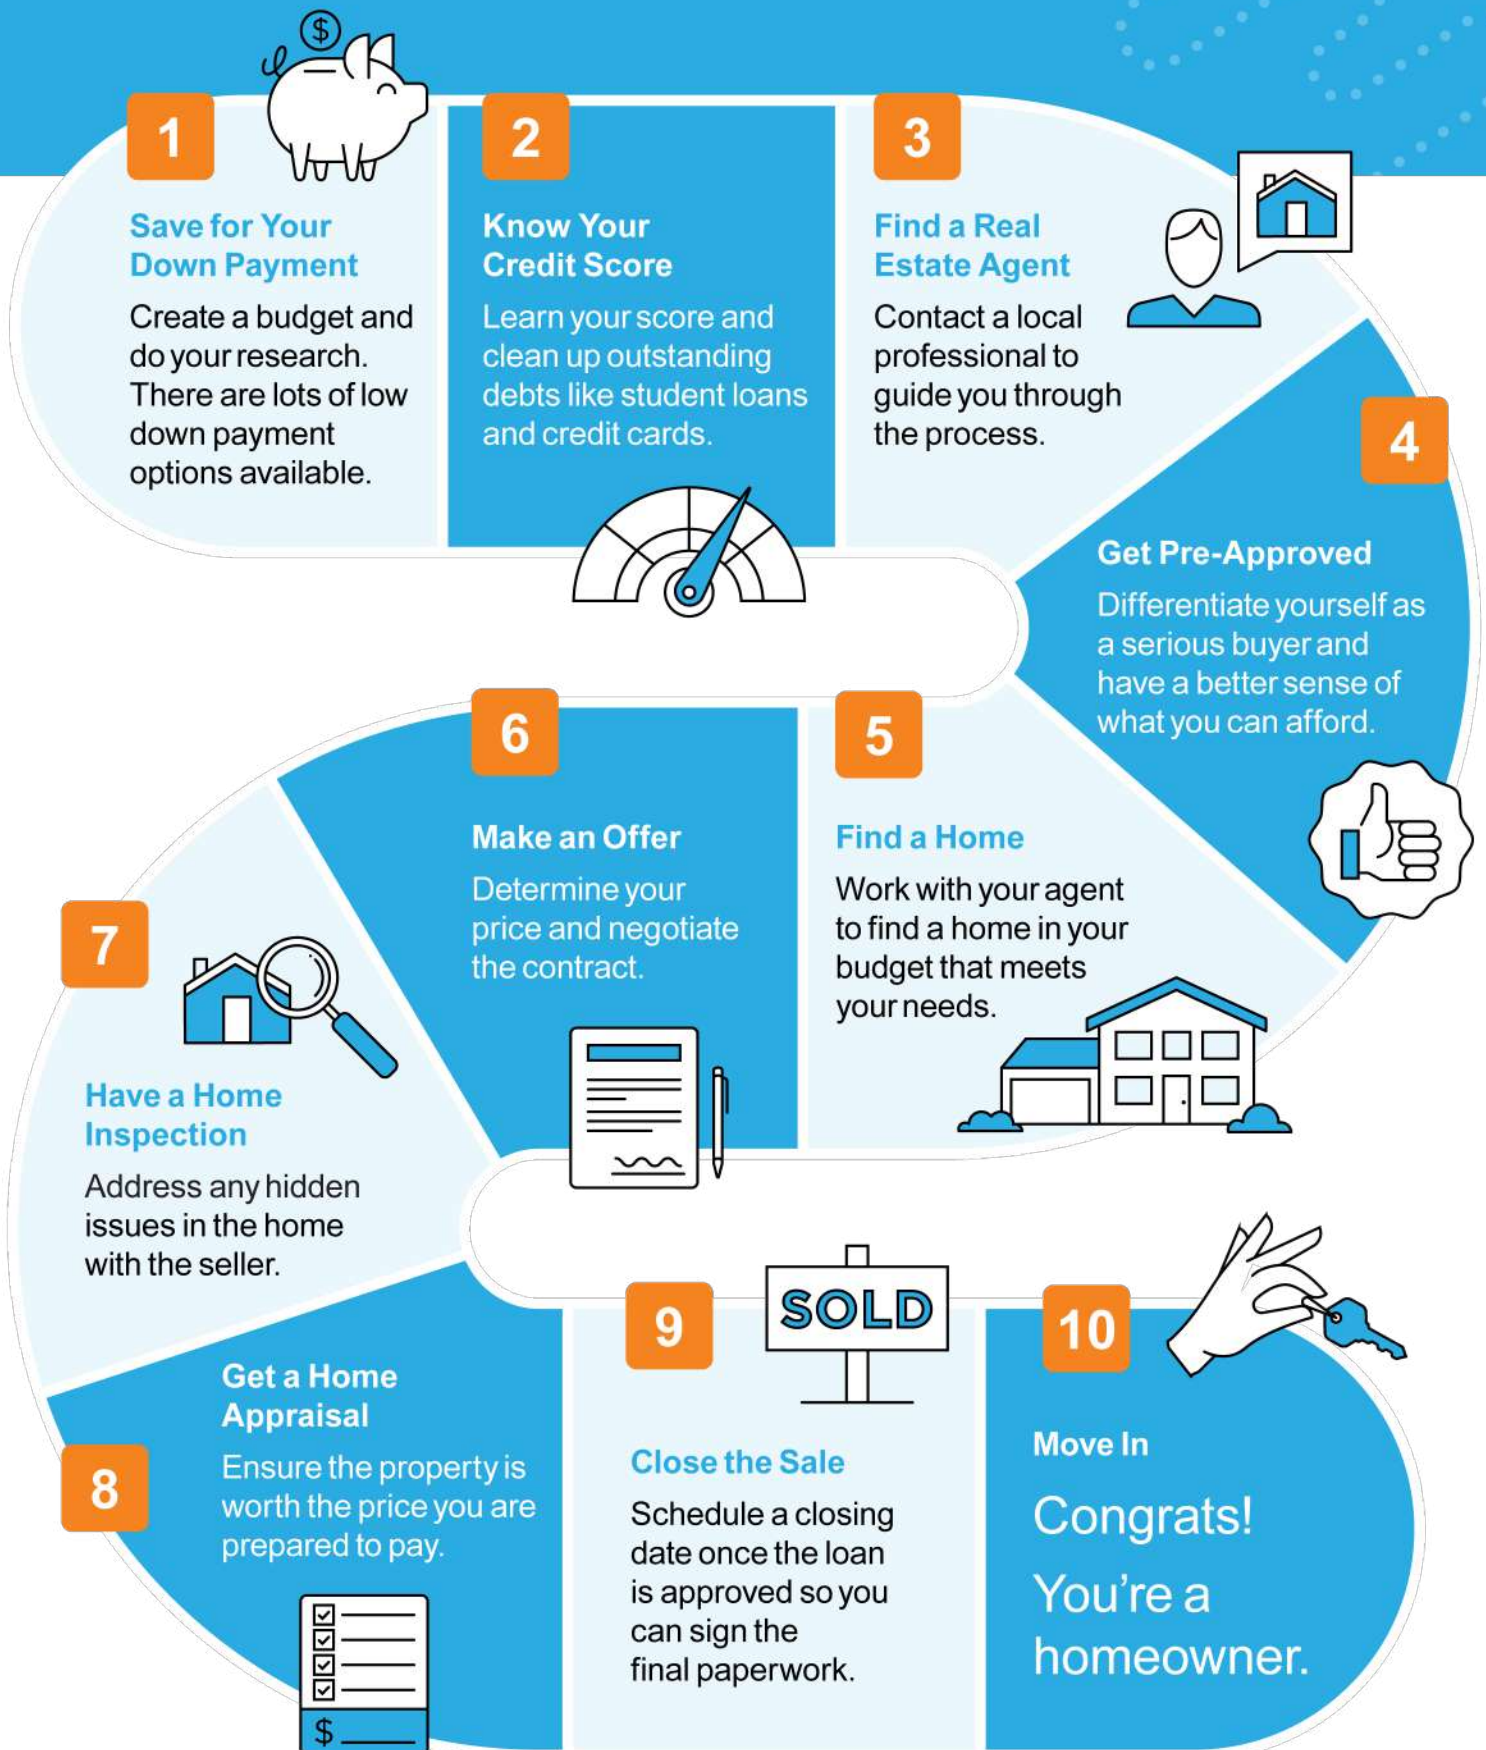 $
1
Save for Your
Down Payment
Create a budget and
do your research.
There are lots of low
down payment
options available.
2
Know Your
Credit Score
Learn your score and
clean up outstanding
debts like student loans
and credit cards.
3
Find a Real
Estate Agent
Contact a local
professional to
guide you through
the process.
4
Get Pre-Approved
Differentiate yourself as
a serious buyer and
have a better sense of
what you can afford.
5
Find a Home
Work with your agent
to find a home in your
budget that meets
your needs.
6
Make an Offer
Determine your
price and negotiate
the contract.
7
Have a Home
Inspection
Address any hidden
issues in the home
with the seller.
8
Get a Home
Appraisal
Ensure the property is
worth the price you are
prepared to pay.
$
9
SOLD
Close the Sale
Schedule a closing
date once the loan
is approved so you
can sign the
final paperwork.
10
Move In
Congrats!
You're a
homeowner.